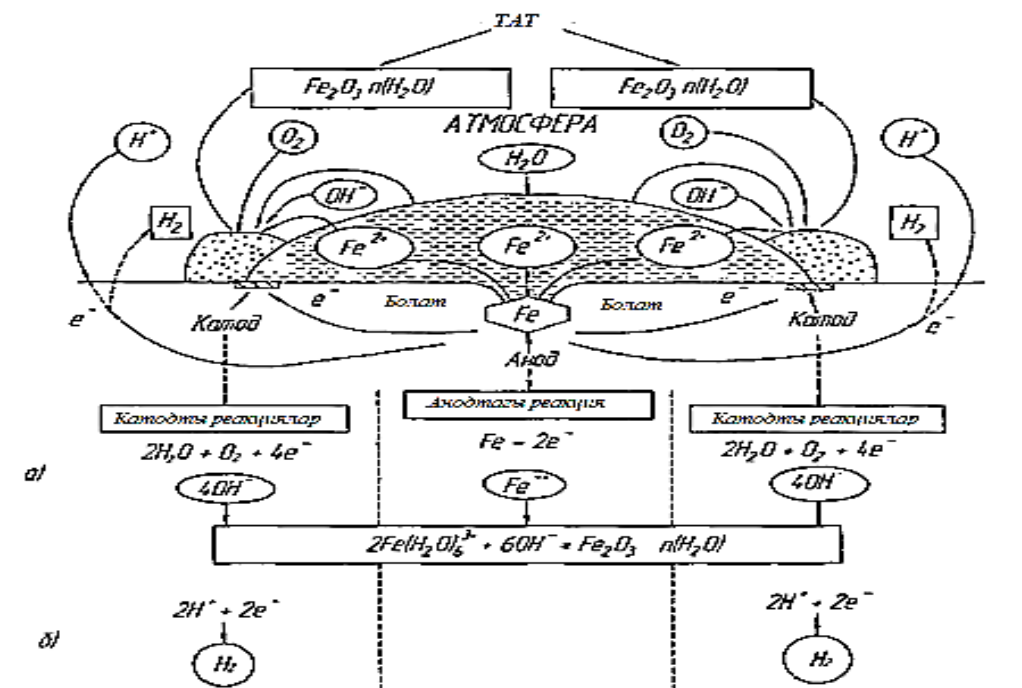 ТАТ
Fe₂O₃ n(H₂O)
Fe₂O₃ n(H₂O)
АТМОСФЕРА
H⁺
O₂
H₂O
O₂
H⁺
OH⁻
OH⁻
H₂
Fe²⁺
Fe²⁺
Fe²⁺
H₂
e⁻
Катод
e⁻
Болат
Fe
Болат
e⁻
Катод
e⁻
Анод
Катодты реакциялар
Анодтагы реакция
Катодты реакциялар
2H₂O + O₂ + 4e⁻
Fe – 2e⁻
2H₂O + O₂ + 4e⁻
а)
4OH⁻
Fe⁺⁺
4OH⁻
2Fe(H₂O)₆³⁺ + 6OH⁻ = Fe₂O₃ n(H₂O)
2H⁺ + 2e⁻
2H⁺ + 2e⁻
б)
H₂
H₂